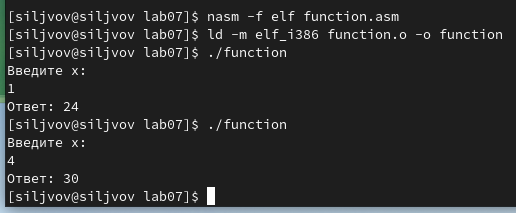 [siljvov@siljvov lab07]$ nasm -f elf function.asm
[siljvov@siljvov lab07]$ ld -m elf_i386 function.o -o function
[siljvov@siljvov lab07]$ ./function
Введите x:
1
Ответ: 24
[siljvov@siljvov lab07]$ ./function
Введите x:
4
Ответ: 30
[siljvov@siljvov lab07]$